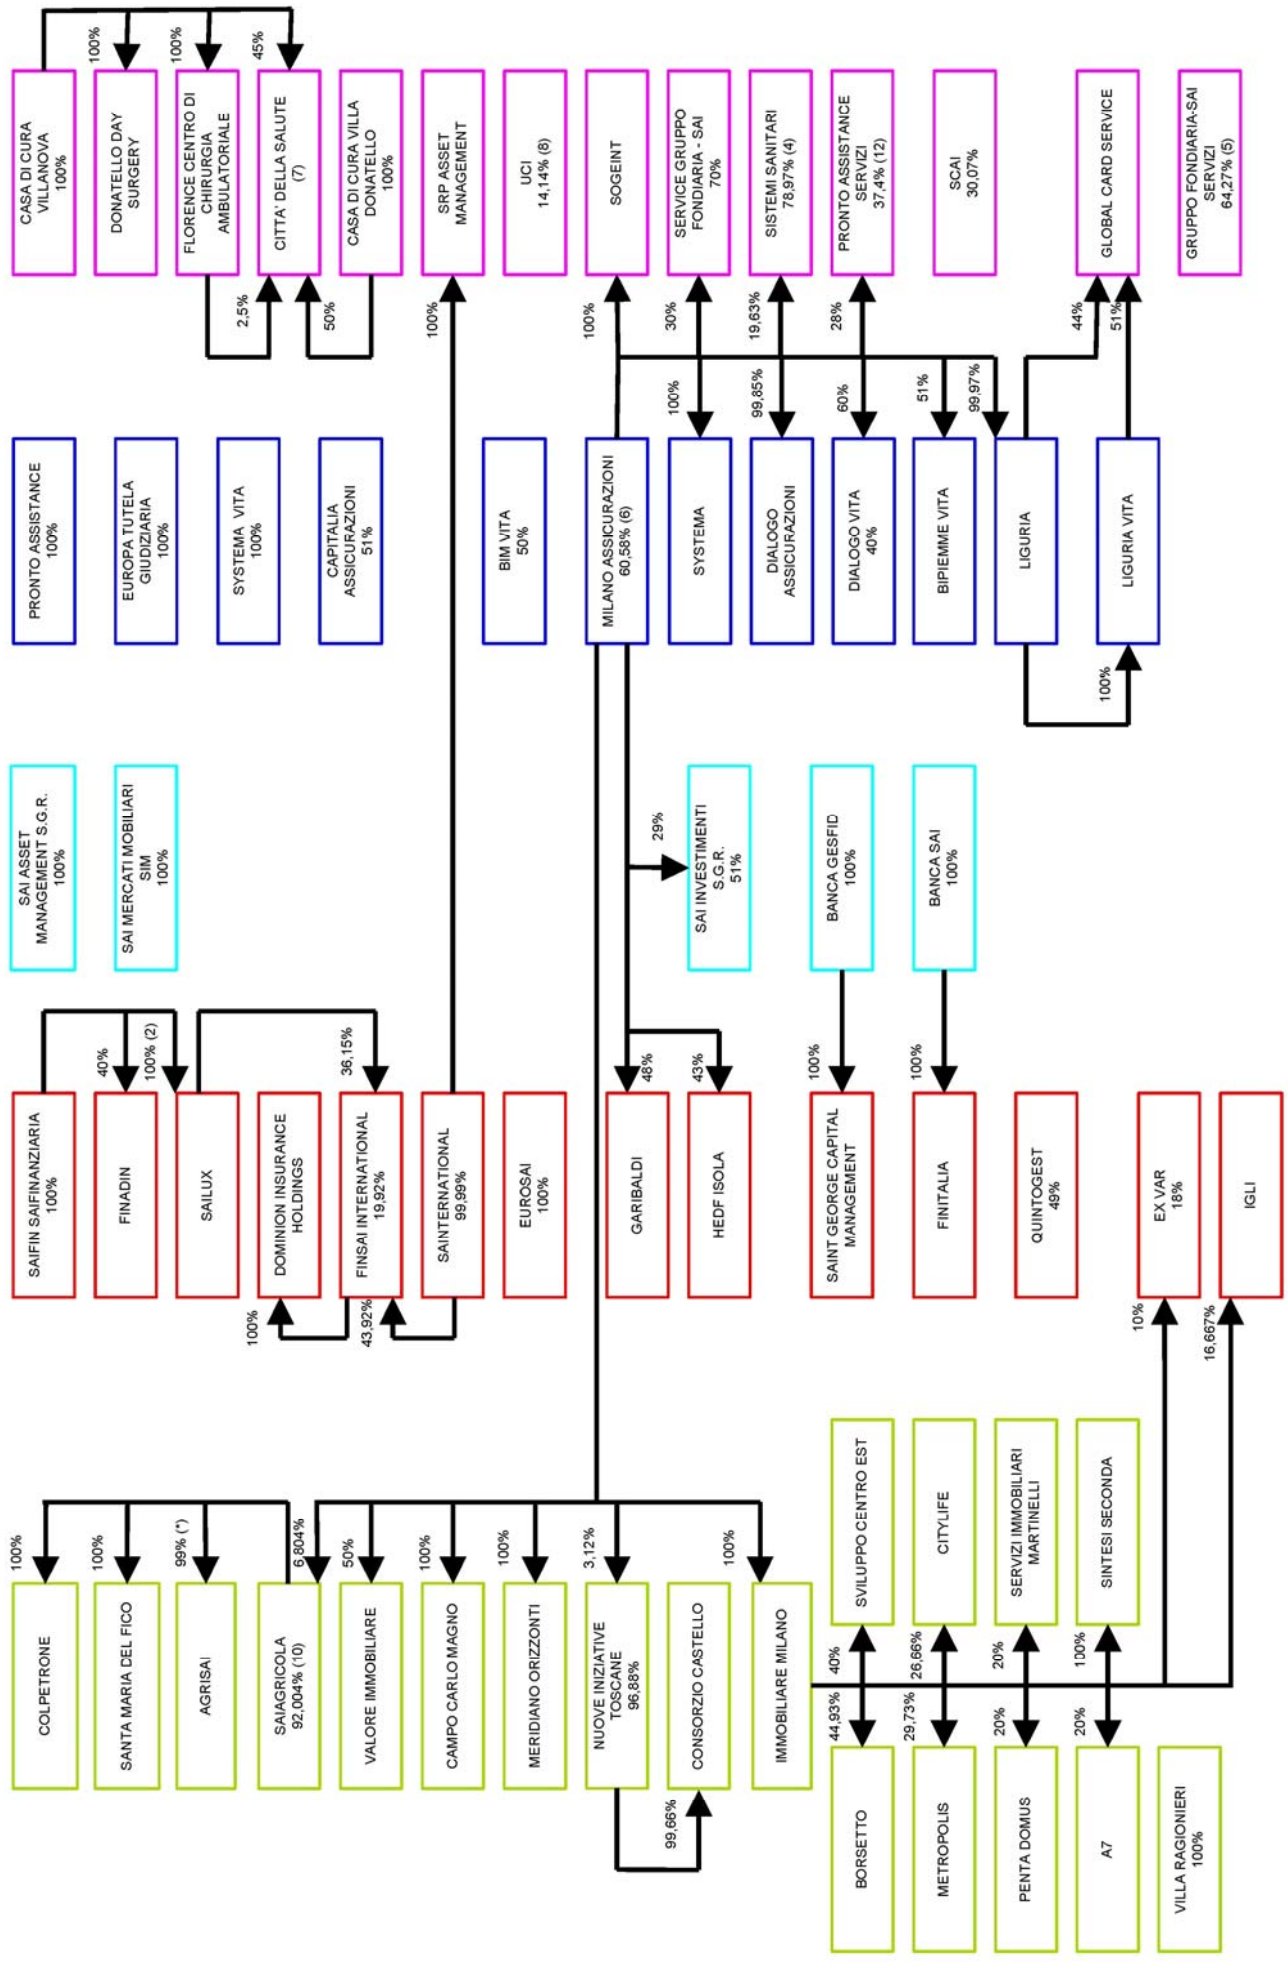 100%
COLPETRONE
100%
SANTA MARIA DEL FICO
99% (*)
AGRISAI
SAIAGRICOLA
92,004% (10)
6,804%
50%
VALORE IMMOBILIARE
100%
CAMPO CARLO MAGNO
100%
MERIDIANO ORIZZONTI
3,12%
NUOVE INIZIATIVE
TOSCANE
96,88%
99,66%
CONSORZIO CASTELLO
100%
IMMOBILIARE MILANO
44,93%
40%
BORSETTO
SVILUPPO CENTRO EST
29,73%
26,66%
METROPOLIS
CITYLIFE
20%
20%
PENTA DOMUS
SERVIZI IMMOBILIARI
MARTINELLI
20%
100%
A7
SINTESI SECONDA
VILLA RAGIONIERI
100%
SAIFIN SAIFINANZIARIA
100%
40%
FINADIN
100% (2)
SAILUX
100%
DOMINION INSURANCE
HOLDINGS
36,15%
FINSAI INTERNATIONAL
19,92%
43,92%
SAINTERNATIONAL
99,99%
EUROSAI
100%
GARIBALDI
48%
43%
HEDF ISOLA
100%
SAINT GEORGE CAPITAL
MANAGEMENT
100%
FINITALIA
QUINTOGEST
49%
10%
EX VAR
18%
16,667%
IGLI
SAI ASSET
MANAGEMENT S.G.R.
100%
SAI MERCATI MOBILIARI
SIM
100%
29%
SAI INVESTIMENTI
S.G.R.
51%
BANCA GESFID
100%
BANCA SAI
100%
PRONTO ASSISTANCE
100%
EUROPA TUTELA
GIUDIZIARIA
100%
SYSTEMA VITA
100%
CAPITALIA
ASSICURAZIONI
51%
BIM VITA
50%
MILANO ASSICURAZIONI
60,58% (6)
100%
SYSTEMA
99,85%
DIALOGO
ASSICURAZIONI
60%
DIALOGO VITA
40%
51%
BIPIEMME VITA
99,97%
LIGURIA
100%
LIGURIA VITA
CASA DI CURA
VILLANOVA
100%
100%
DONATELLO DAY
SURGERY
100%
FLORENCE CENTRO DI
CHIRURGIA
AMBULATORIALE
2,5%
45%
CITTA' DELLA SALUTE
(7)
50%
CASA DI CURA VILLA
DONATELLO
100%
100%
SRP ASSET
MANAGEMENT
UCI
14,14% (8)
100%
SOGEINT
30%
SERVICE GRUPPO
FONDIARIA - SAI
70%
19,63%
SISTEMI SANITARI
78,97% (4)
28%
PRONTO ASSISTANCE
SERVIZI
37,4% (12)
SCAI
30,07%
44%
51%
GLOBAL CARD SERVICE
GRUPPO FONDIARIA-SAI
SERVIZI
64,27% (5)